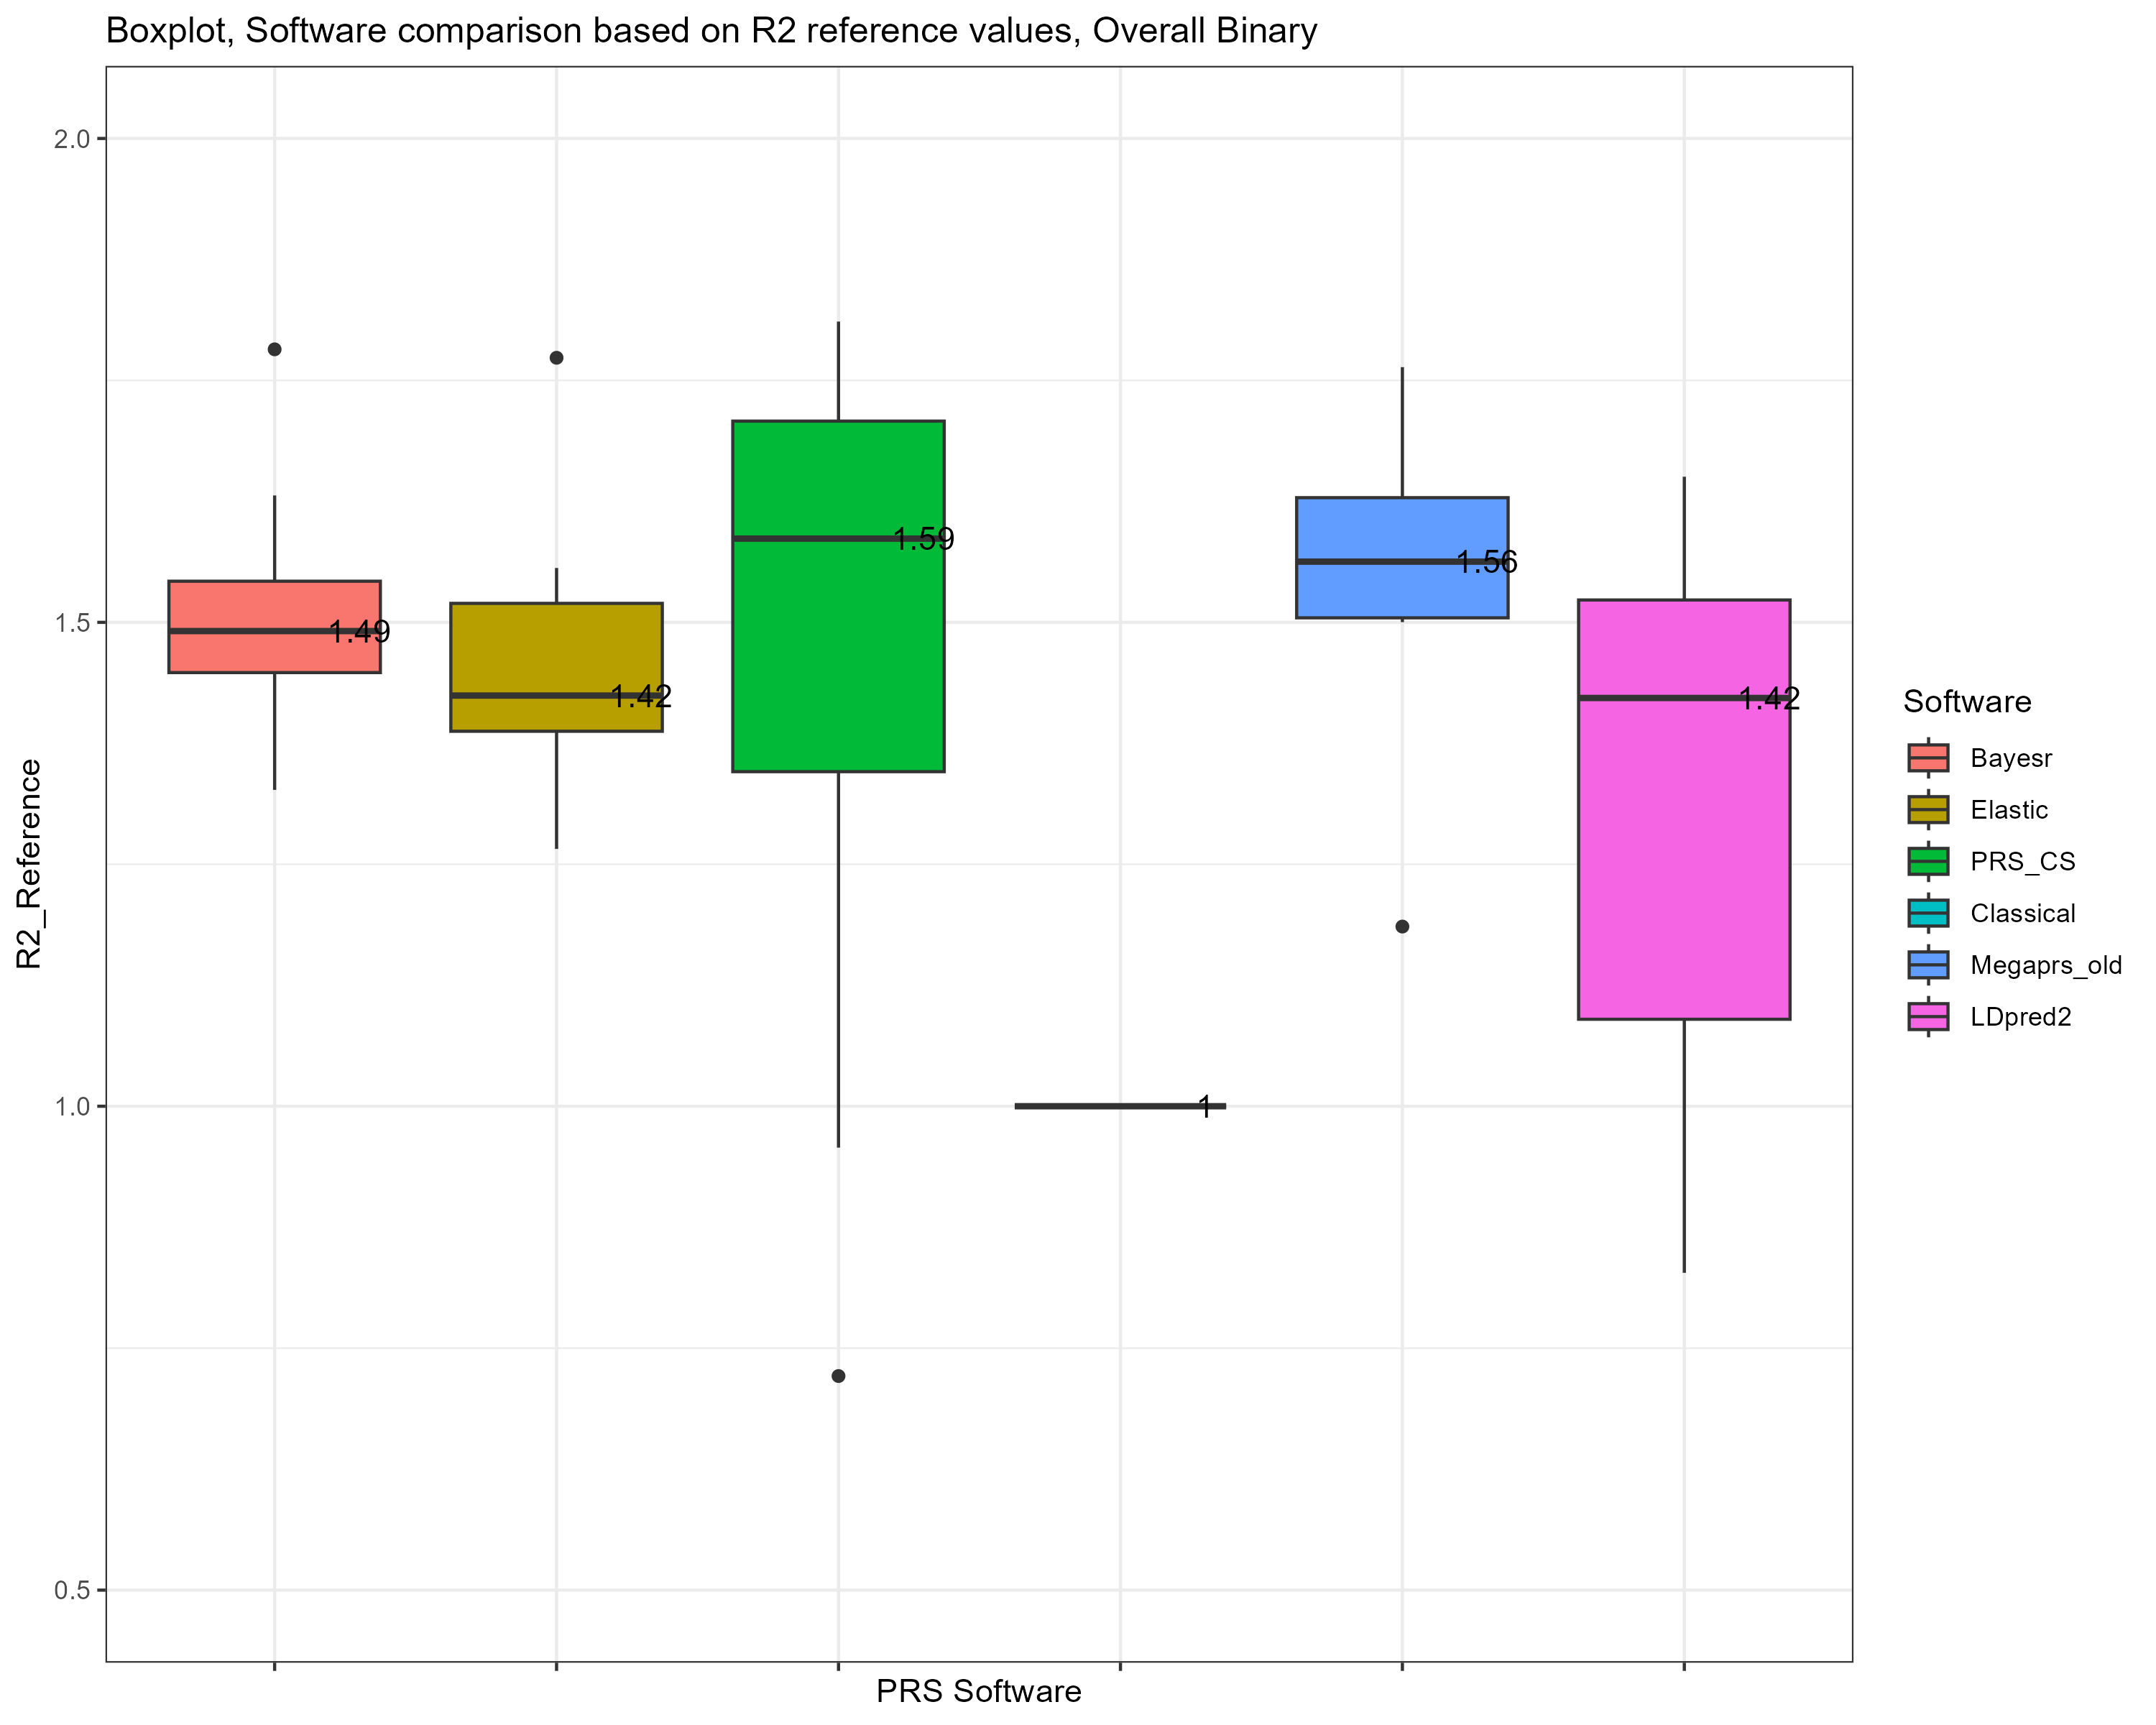 Boxplot, Software comparison based on R2 reference values, Overall Binary
R2_Reference
2.0
1.5
1.0
0.5
1.49
1.42
1.59
1
1.56
1.42
PRS Software
Software
Bayesr
Elastic
PRS_CS
Classical
Megaprs_old
LDpred2